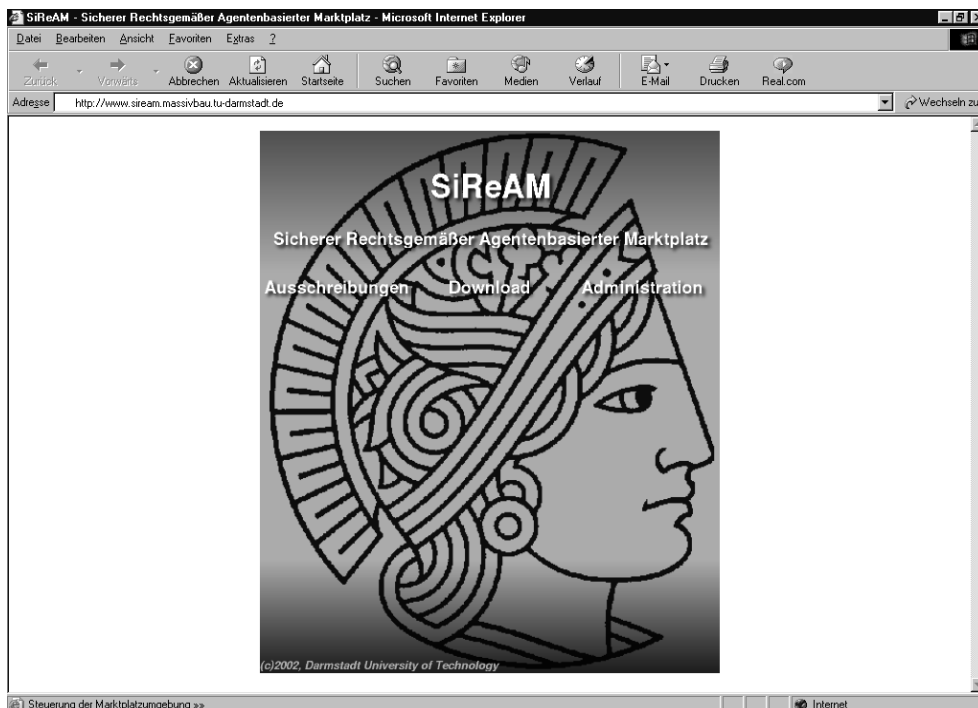 SiReAM - Sicherer Rechtsgemäßer Agentenbasierter Marktplatz - Microsoft Internet Explorer
Datei Bearbeiten Ansicht Favoriten Extras ?
Zurück Vorwärts Abbrechen Aktualisieren Startseite Suchen Favoriten Medien Verlauf E-Mail Drucken Real.com
Adresse http://www.siream.massivbau.tu-darmstadt.de Wechseln zu
SiReAM
Sicherer Rechtsgemäßer Agentenbasierter Marktplatz
Ausschreibungen Download Administration
(c)2002, Darmstadt University of Technology
Steuerung der Marktplatzumgebung »» Internet